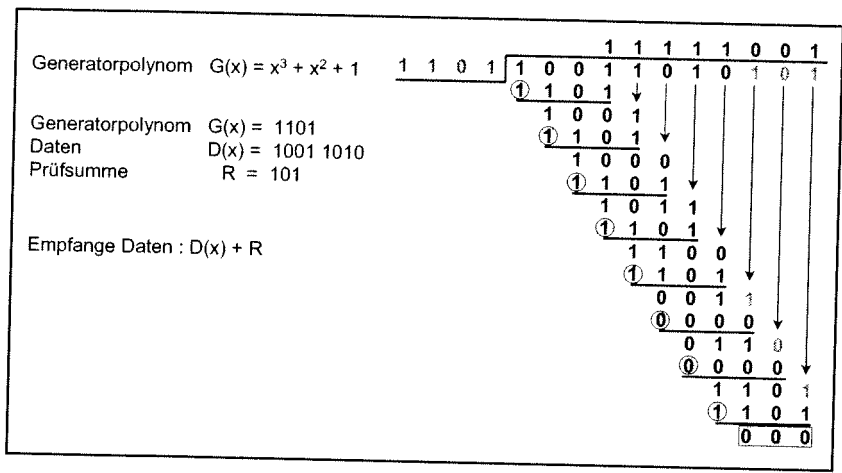 1 1 1 1 1 0 0 1
Generatorpolynom G(x) = x³ + x² + 1 1 1 0 1 1 0 0 1 1 0 1 0 1 0 1
1 1 0 1
1 0 0 1
Generatorpolynom G(x) = 1101
1 1 0 1
Daten D(x) = 1001 1010
1 0 0 0
Prüfsumme R = 101
1 1 0 1
1 0 1 1
1 1 0 1
Empfange Daten : D(x) + R
1 1 0 0
1 1 0 1
0 0 1 1
0 0 0 0
0 1 1 0
0 0 0 0
1 1 0 1
1 1 0 1
0 0 0